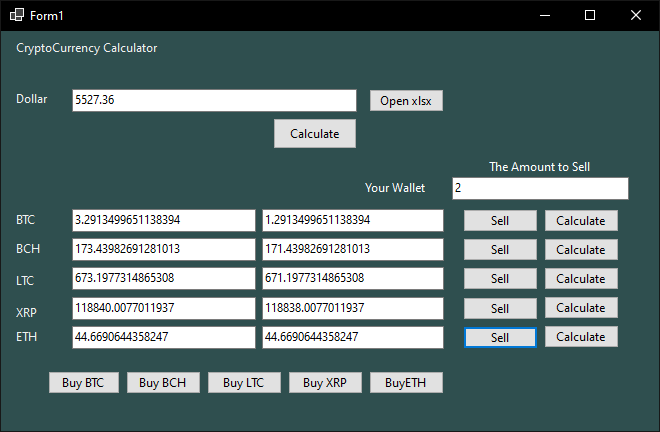 Form1
CryptoCurrency Calculator
Dollar 5527.36 Open xlsx
Calculate
The Amount to Sell
Your Wallet 2
BTC 3.2913499651138394 1.2913499651138394 Sell Calculate
BCH 173.43982691281013 171.43982691281013 Sell Calculate
LTC 673.1977314865308 671.1977314865308 Sell Calculate
XRP 118840.0077011937 118838.0077011937 Sell Calculate
ETH 44.6690644358247 44.6690644358247 Sell Calculate
Buy BTC Buy BCH Buy LTC Buy XRP BuyETH